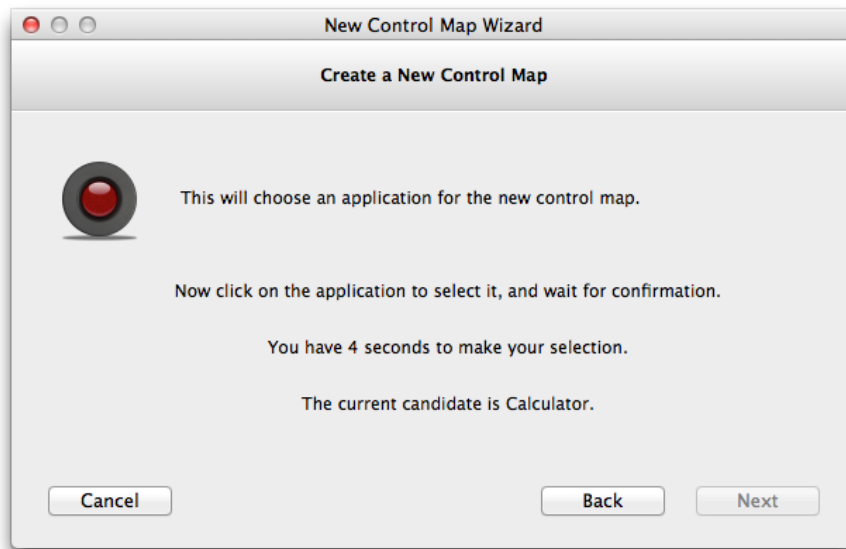 New Control Map Wizard
Create a New Control Map
This will choose an application for the new control map.
Now click on the application to select it, and wait for confirmation.
You have 4 seconds to make your selection.
The current candidate is Calculator.
Cancel
Back
Next